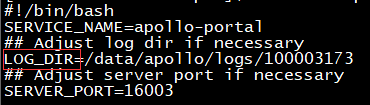 #!/bin/bash
SERVICE_NAME=apollo-portal
## Adjust log dir if necessary
LOG_DIR=/data/apollo/logs/100003173
## Adjust server port if necessary
SERVER_PORT=16003